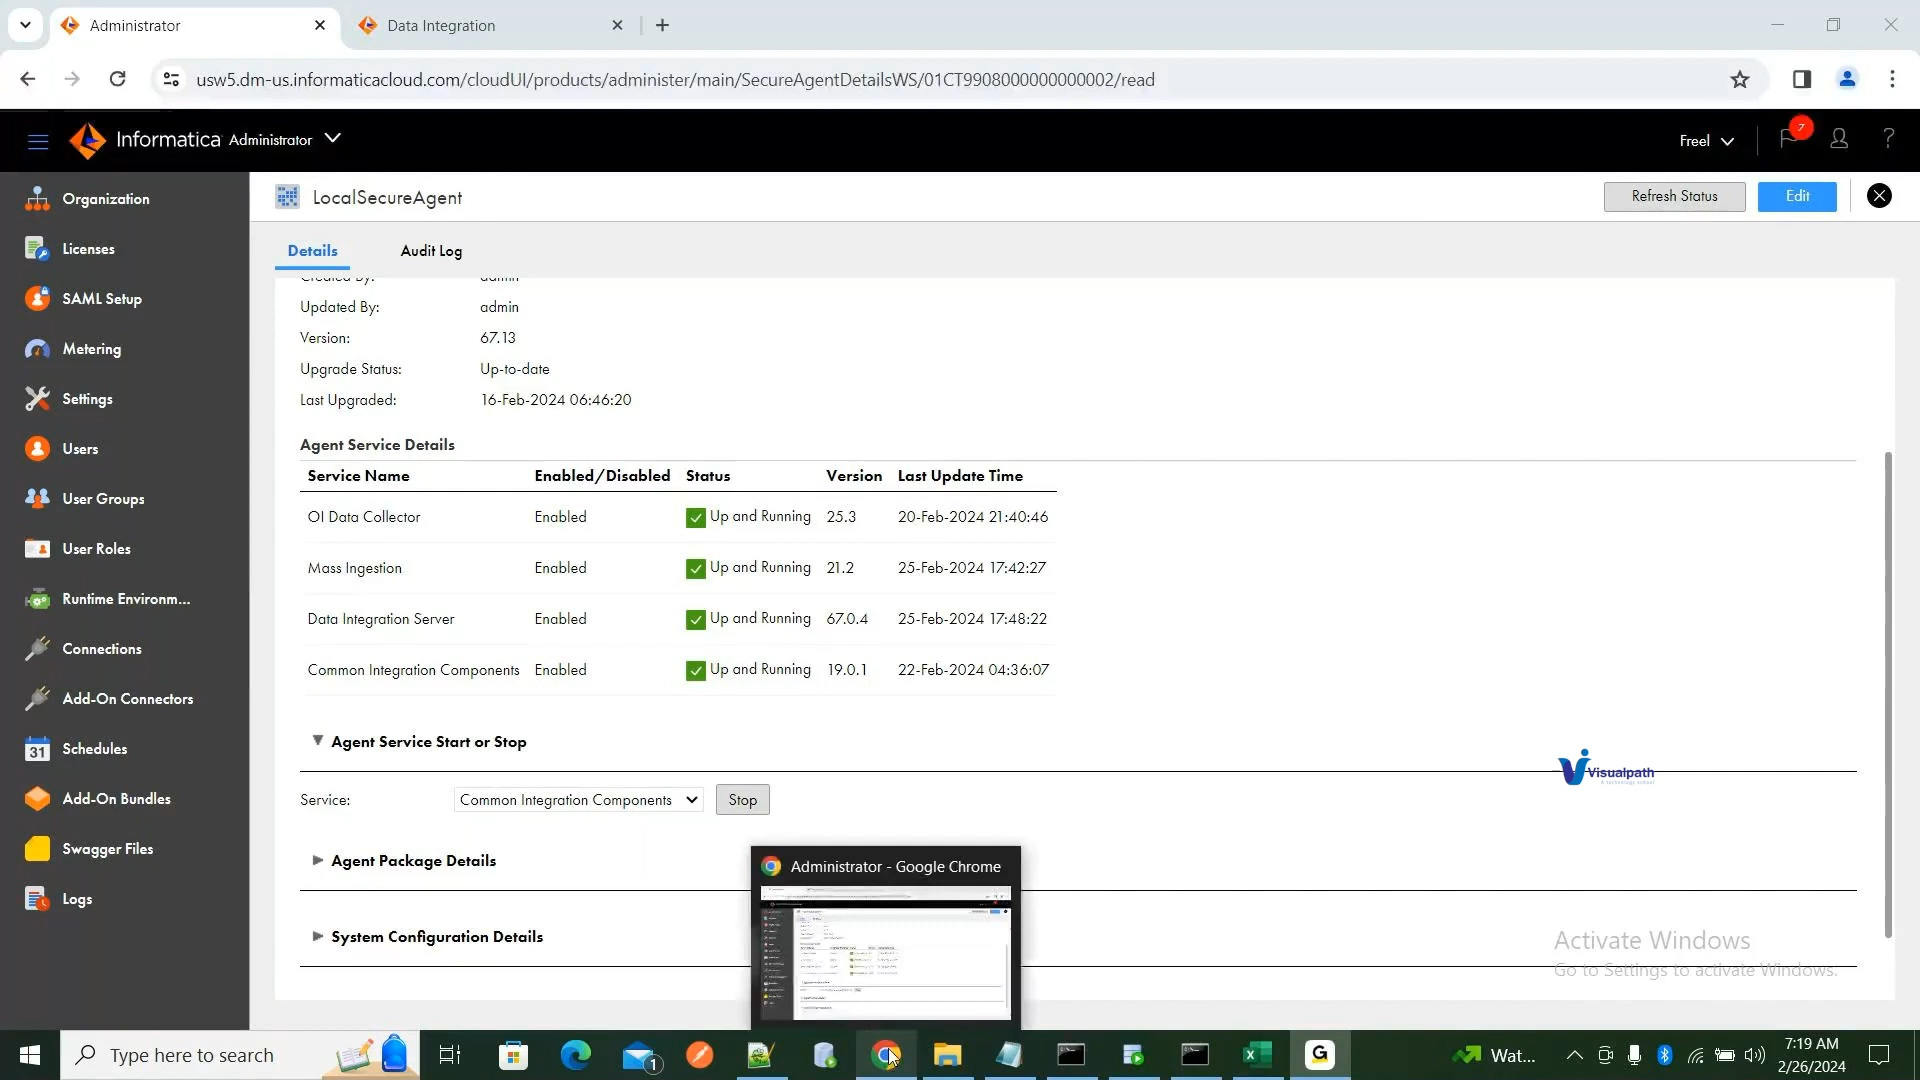 Administrator
Data Integration
usw5.dm-us.informaticacloud.com/cloudUI/products/administer/main/SecureAgentDetailsWS/01CT9908000000000002/read
Informatica Administrator
Freel
7
?
Organization
Licenses
SAML Setup
Metering
Settings
Users
User Groups
User Roles
Runtime Environm...
Connections
Add-On Connectors
31 Schedules
Add-On Bundles
Swagger Files
Logs
LocalSecureAgent
Refresh Status
Edit
Details
Audit Log
Created By: admin
Updated By: admin
Version: 67.13
Upgrade Status: Up-to-date
Last Upgraded: 16-Feb-2024 06:46:20
Agent Service Details
Service Name Enabled/Disabled Status Version Last Update Time
OI Data Collector Enabled Up and Running 25.3 20-Feb-2024 21:40:46
Mass Ingestion Enabled Up and Running 21.2 25-Feb-2024 17:42:27
Data Integration Server Enabled Up and Running 67.0.4 25-Feb-2024 17:48:22
Common Integration Components Enabled Up and Running 19.0.1 22-Feb-2024 04:36:07
Agent Service Start or Stop
Visualpath
Service: Common Integration Components Stop
Agent Package Details
System Configuration Details
Administrator - Google Chrome
Activate Windows
Go to Settings to activate Windows.
Type here to search
1
G
Wat...
7:19 AM
2/26/2024